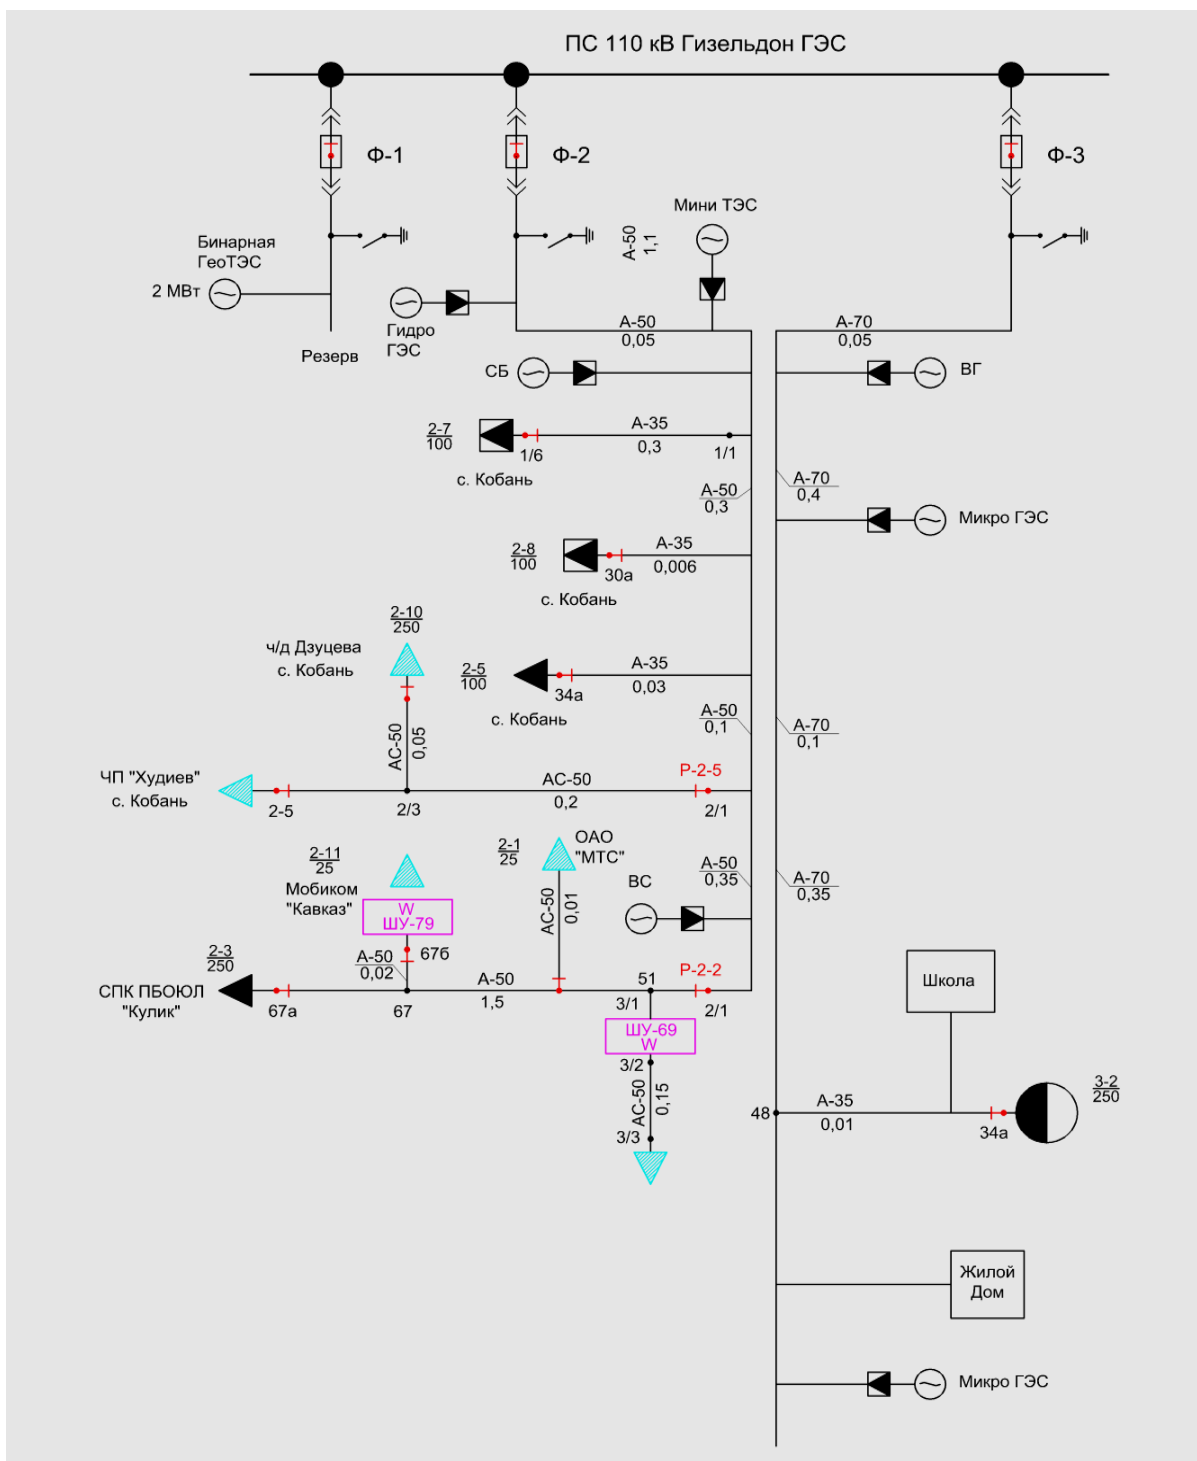 ПС 110 кВ Гизельдон ГЭС
Ф-1
Ф-2
Ф-3
Мини ТЭС
А-50
1,1
Бинарная
ГеоТЭС
2 МВт
Гидро
ГЭС
Резерв
А-50
0,05
А-70
0,05
СБ
ВГ
2-7
100
1/6
А-35
0,3
1/1
с. Кобань
А-50
0,3
А-70
0,4
Микро ГЭС
2-8
100
30а
А-35
0,006
с. Кобань
2-10
250
ч/д Дзуцева
с. Кобань
2-5
100
34а
А-35
0,03
с. Кобань
А-50
0,1
А-70
0,1
АС-50
0,05
ЧП "Худиев"
с. Кобань
2-5
2/3
АС-50
0,2
Р-2-5
2/1
2-11
25
Мобиком
"Кавказ"
2-1
25
ОАО
"МТС"
А-50
0,35
А-70
0,35
ВС
W
ШУ-79
67б
АС-50
0,01
2-3
250
СПК ПБОЮЛ
"Кулик"
67а
А-50
0,02
67
А-50
1,5
51
3/1
Р-2-2
2/1
ШУ-69
W
3/2
АС-50
0,15
3/3
Школа
48
А-35
0,01
34а
3-2
250
Жилой
Дом
Микро ГЭС